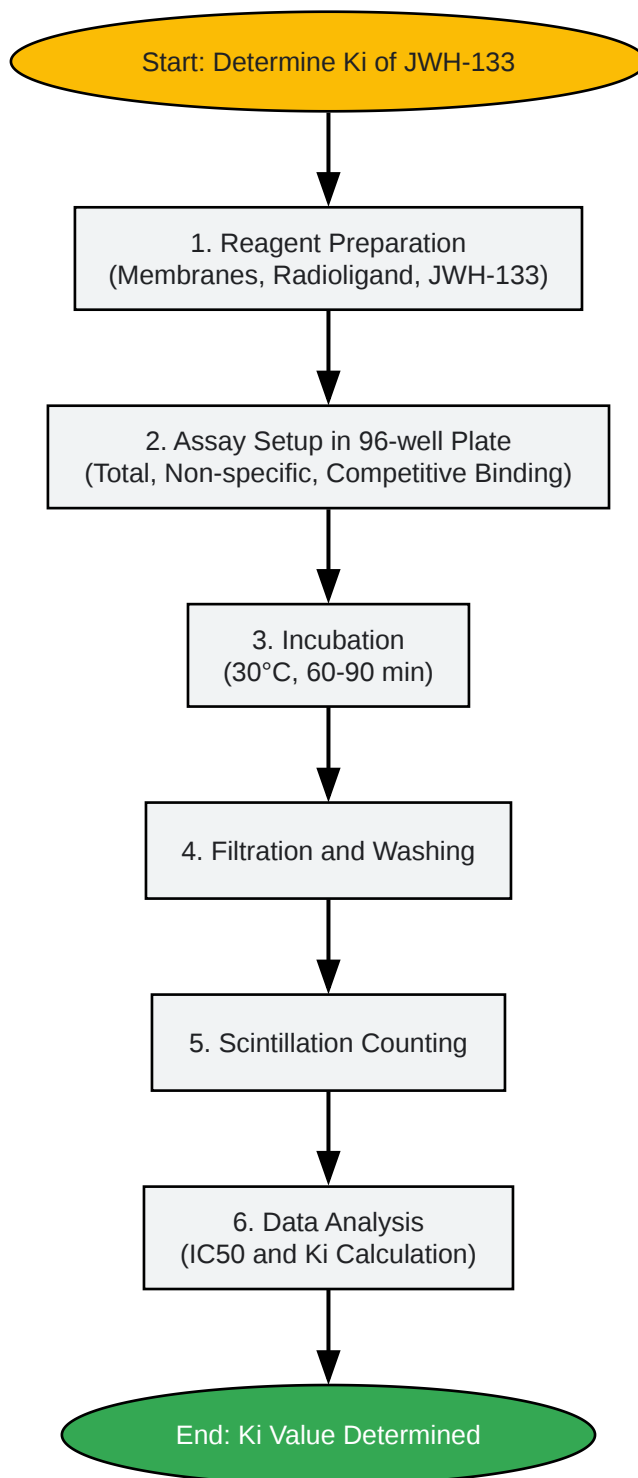 Start: Determine Ki of JWH-133
1. Reagent Preparation
(Membranes, Radioligand, JWH-133)
2. Assay Setup in 96-well Plate
(Total, Non-specific, Competitive Binding)
3. Incubation
(30°C, 60-90 min)
4. Filtration and Washing
5. Scintillation Counting
6. Data Analysis
(IC50 and Ki Calculation)
End: Ki Value Determined